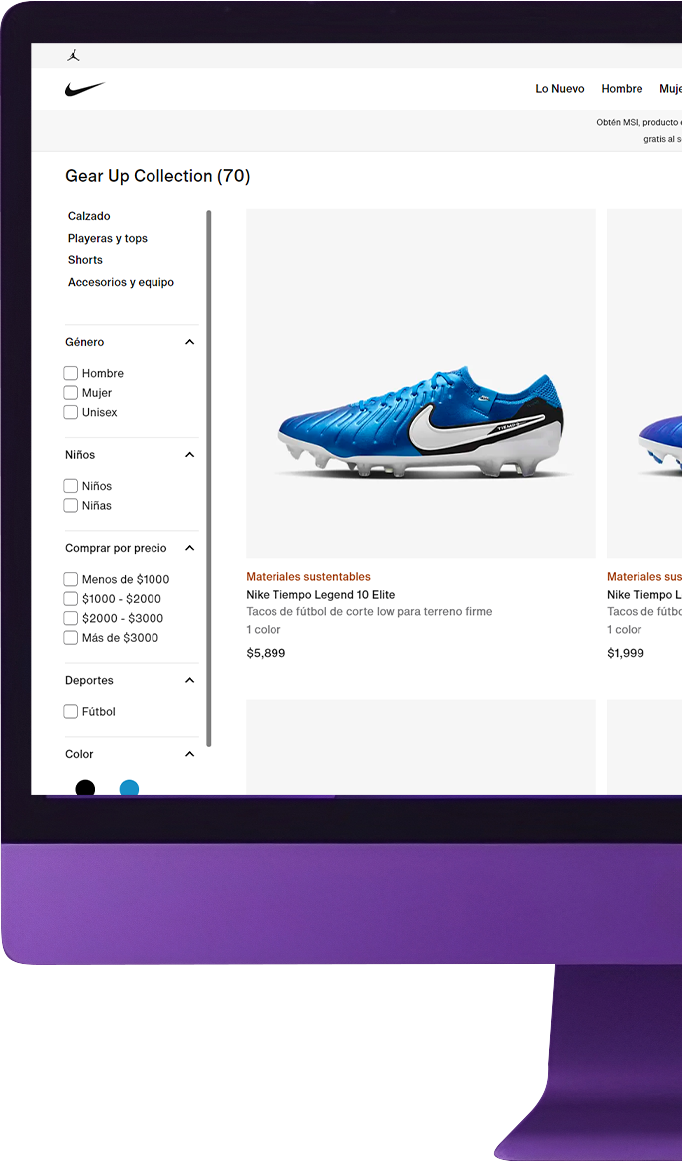 Lo Nuevo Hombre
Obtén MSI, producto
gratis al
Gear Up Collection (70)
Calzado
Playeras y tops
Shorts
Accesorios y equipo
Género
Hombre
Mujer
Unisex
Niños
Niños
Niñas
Comprar por precio
Menos de $1000
$1000 - $2000
$2000 - $3000
Más de $3000
Deportes
Fútbol
Color
TIEMPO
Materiales sustentables
Nike Tiempo Legend 10 Elite
Tacos de fútbol de corte low para terreno firme
1 color
$5,899
Materiales
Nike Tiempo
Tacos de
1 color
$1,999